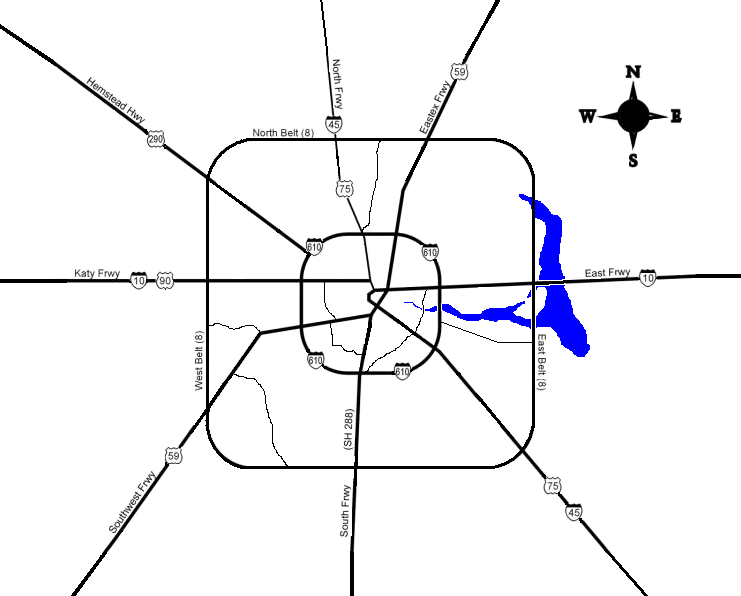 N
59
North Frwy
Hemstead Hwy
Eastex Frwy
W
E
45
North Belt (8)
290
S
75
610
610
Katy Frwy
10
90
East Frwy
10
West Belt (8)
610
610
East Belt (8)
(SH 288)
59
75
Southwest Frwy
South Frwy
45